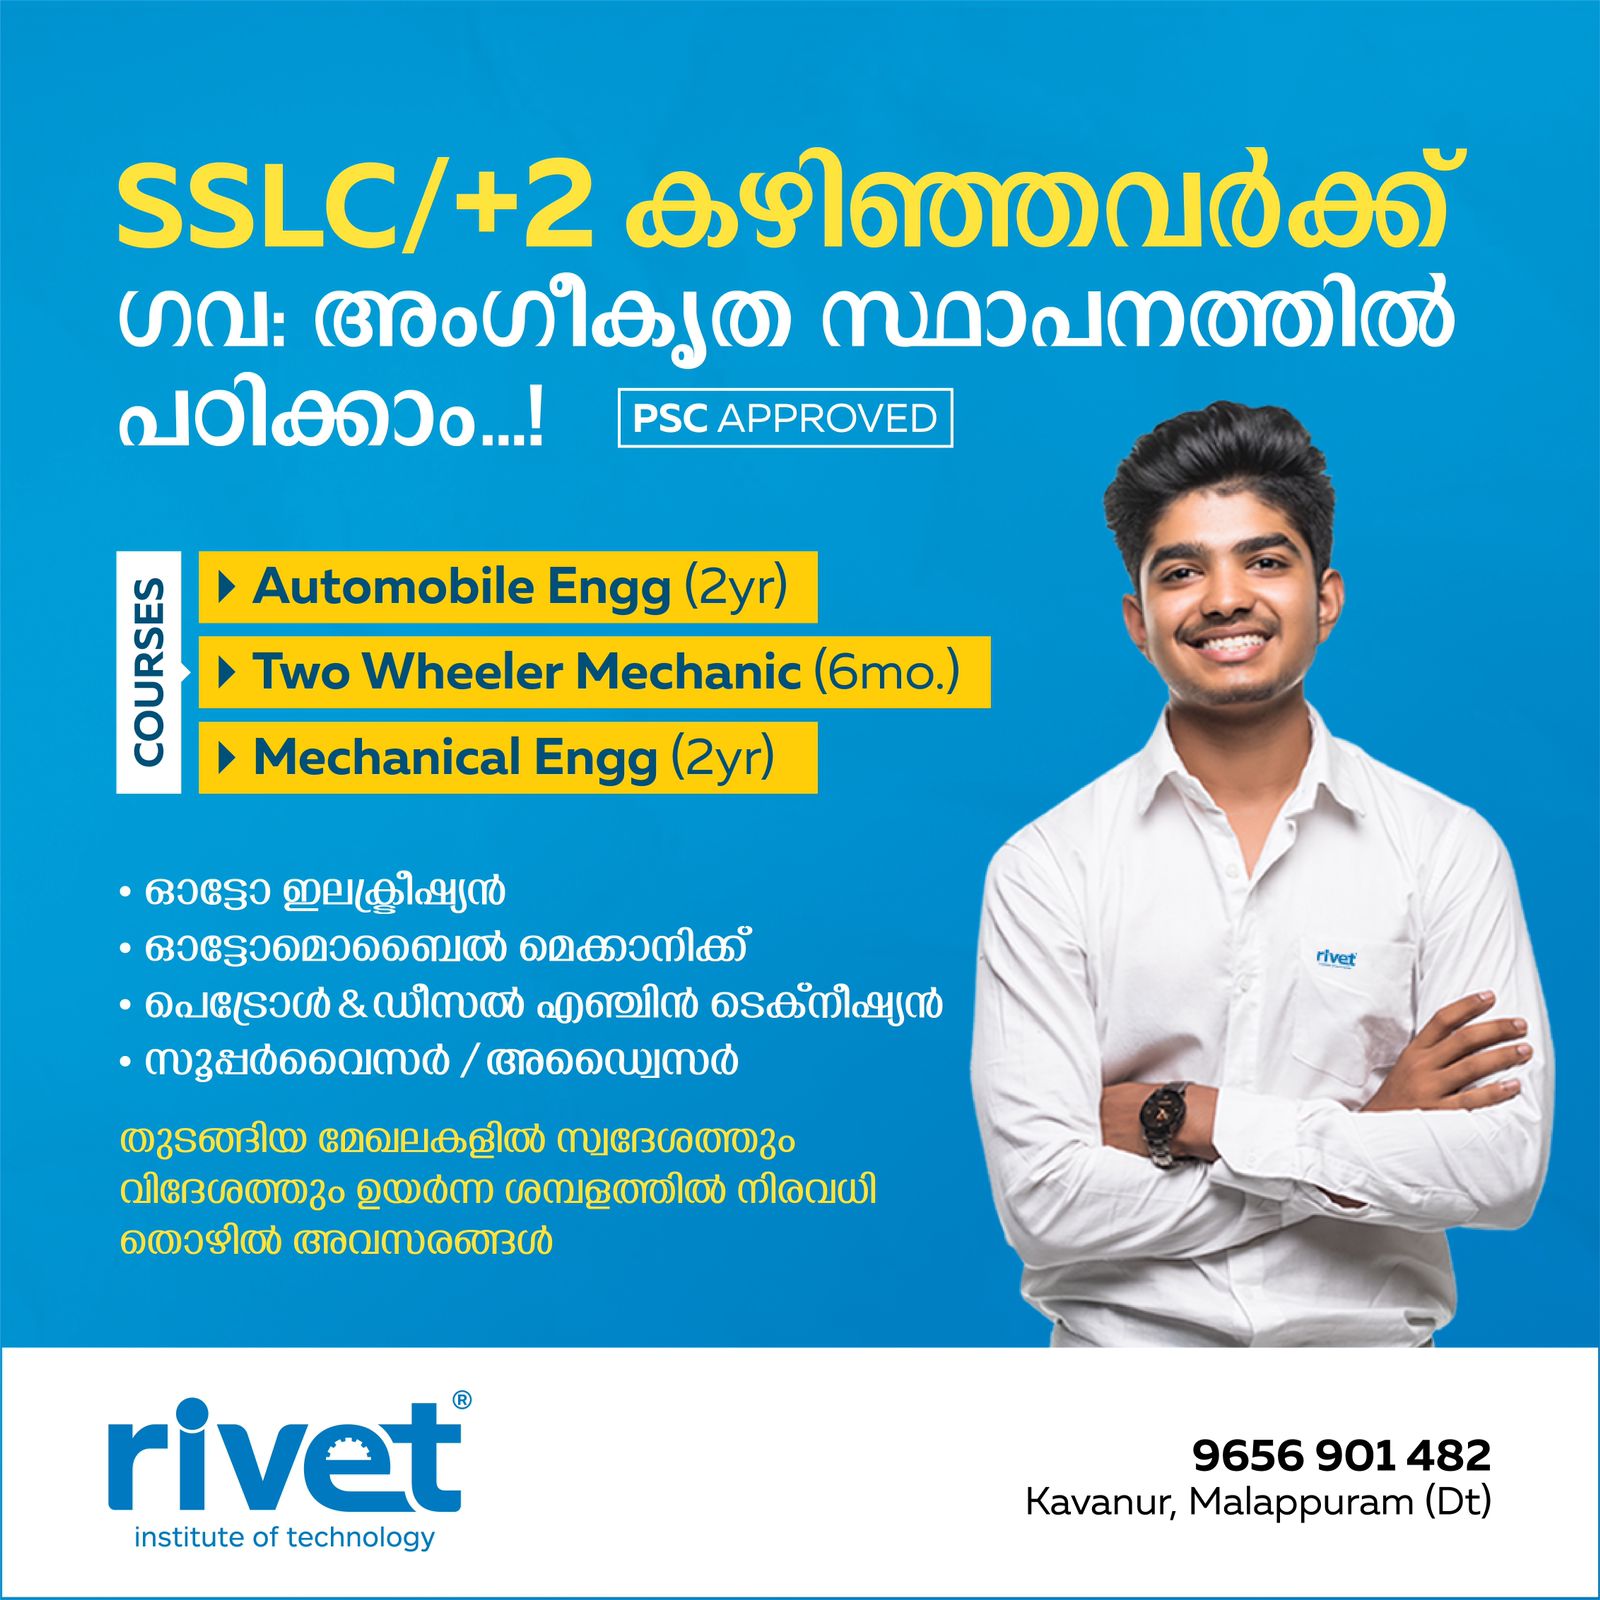 SSLC/+2 കഴിഞ്ഞവർക്ക്
ഗവ: അംഗീകൃത സ്ഥാപനത്തിൽ
പഠിക്കാം...!
PSC APPROVED
COURSES
Automobile Engg (2yr)
Two Wheeler Mechanic (6mo.)
Mechanical Engg (2yr)
• ഓട്ടോ ഇലക്ട്രീഷ്യൻ
• ഓട്ടോമൊബൈൽ മെക്കാനിക്ക്
• പെട്രോൾ & ഡീസൽ എഞ്ചിൻ ടെക്നീഷ്യൻ
• സൂപ്പർവൈസർ / അഡ്വൈസർ
തുടങ്ങിയ മേഖലകളിൽ സ്വദേശത്തും
വിദേശത്തും ഉയർന്ന ശമ്പളത്തിൽ നിരവധി
തൊഴിൽ അവസരങ്ങൾ
rivet
rivet®
institute of technology
9656 901 482
Kavanur, Malappuram (Dt)